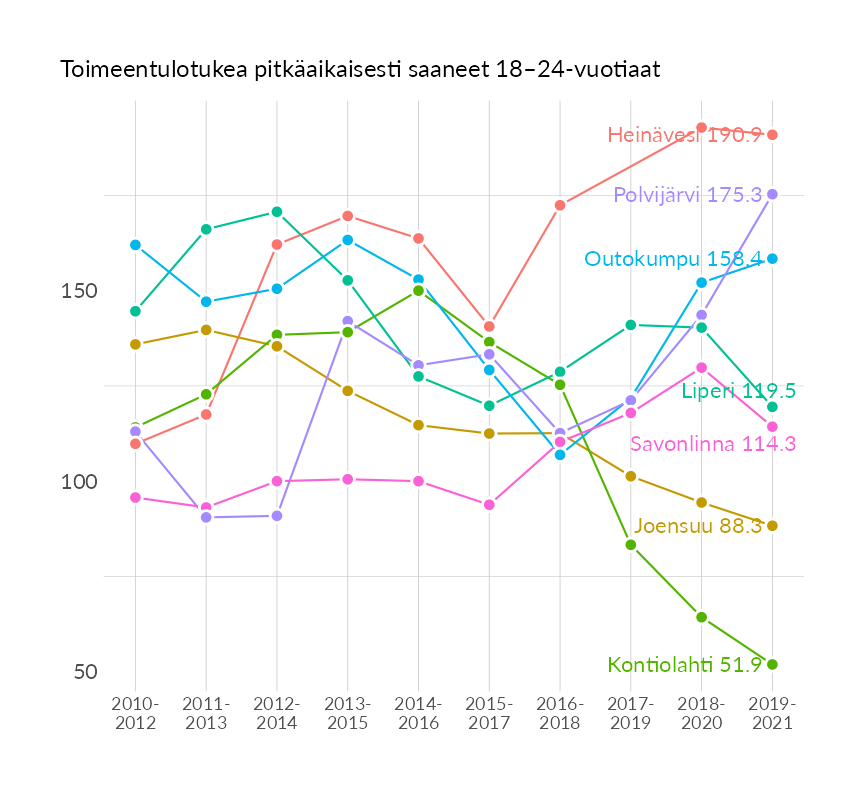 Toimeentulotukea pitkäaikaisesti saaneet 18–24-vuotiaat
Heinävesi 190.9
Polvijärvi 175.3
Outokumpu 158.4
150
Liperi 119.5
Savonlinna 114.3
100
Joensuu 88.3
Kontiolahti 51.9
50
2010- 2011- 2012- 2013- 2014- 2015- 2016- 2017- 2018- 2019-
2012 2013 2014 2015 2016 2017 2018 2019 2020 2021